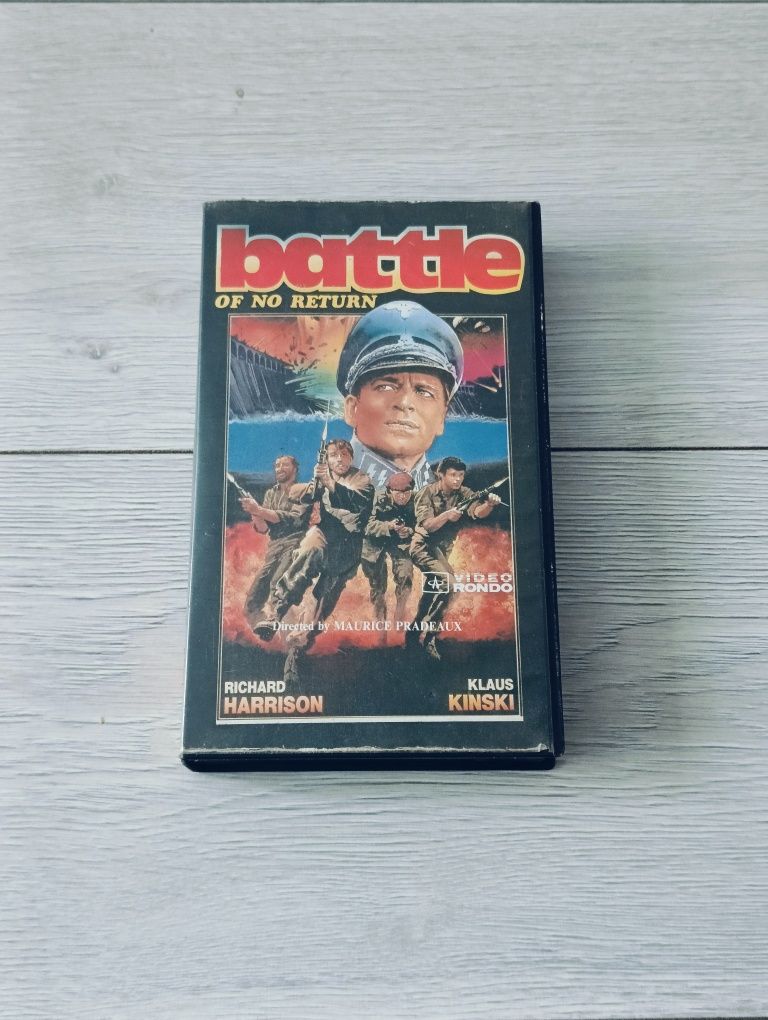 battle
OF NO RETURN
VIDEO
RONDO
Directed by MAURICE PRADEAUX
RICHARD
HARRISON
KLAUS
KINSKI